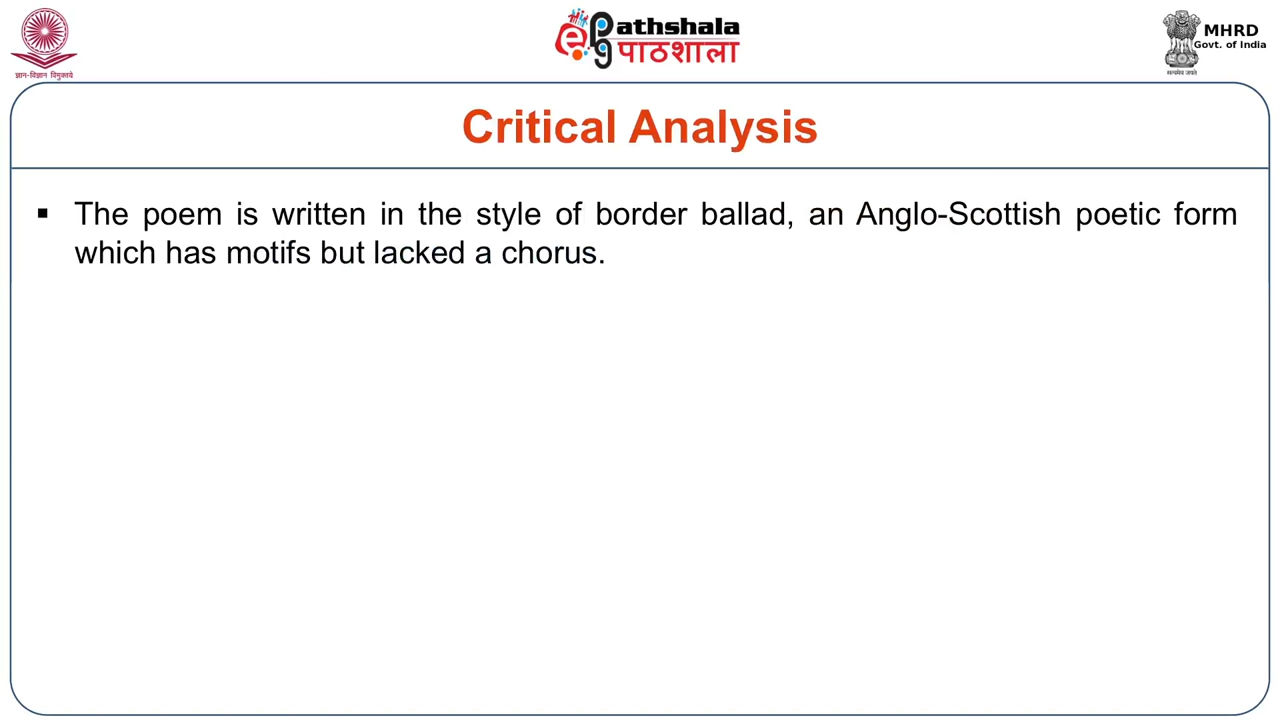 ePathshala
pg पाठशाला
MHRD
Govt. of India
ज्ञान-विज्ञान विमुक्तये
सत्यमेव जयते
Critical Analysis
▪ The poem is written in the style of border ballad, an Anglo-Scottish poetic form
which has motifs but lacked a chorus.